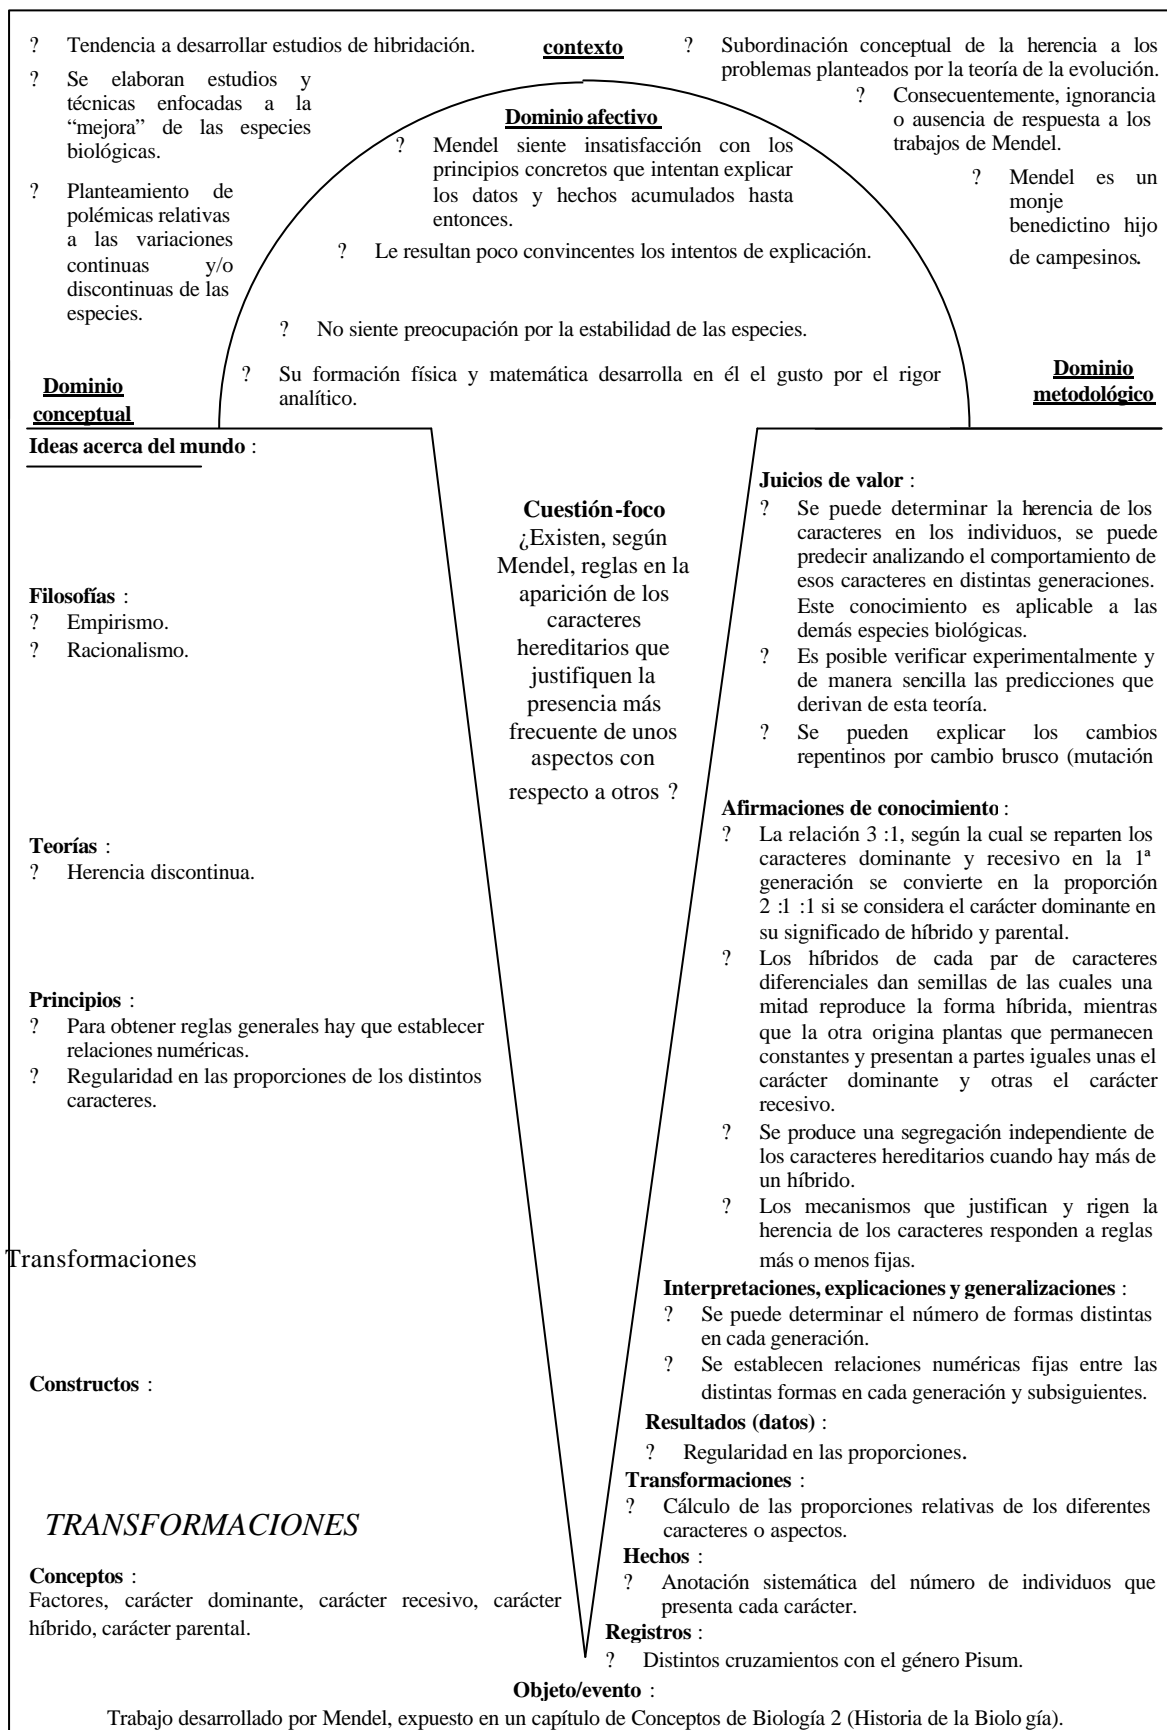 ? Tendencia a desarrollar estudios de hibridación.
? Se elaboran estudios y
técnicas enfocadas a la
“mejora” de las especies
biológicas.
? Planteamiento de
polémicas relativas
a las variaciones
continuas y/o
discontinuas de las
especies.
contexto
? Subordinación conceptual de la herencia a los
problemas planteados por la teoría de la evolución.
? Consecuentemente, ignorancia
o ausencia de respuesta a los
trabajos de Mendel.
? Mendel es un
monje
benedictino hijo
de campesinos.
Dominio afectivo
? Mendel siente insatisfacción con los
principios concretos que intentan explicar
los datos y hechos acumulados hasta
entonces.
? Le resultan poco convincentes los intentos de explicación.
? No siente preocupación por la estabilidad de las especies.
? Su formación física y matemática desarrolla en él el gusto por el rigor
analítico.
Dominio
conceptual
Dominio
metodológico
Ideas acerca del mundo :
Filosofías :
? Empirismo.
? Racionalismo.
Teorías :
? Herencia discontinua.
Principios :
? Para obtener reglas generales hay que establecer
relaciones numéricas.
? Regularidad en las proporciones de los distintos
caracteres.
Transformaciones
Constructos :
TRANSFORMACIONES
Conceptos :
Factores, carácter dominante, carácter recesivo, carácter
híbrido, carácter parental.
Cuestión-foco
¿Existen, según
Mendel, reglas en la
aparición de los
caracteres
hereditarios que
justifiquen la
presencia más
frecuente de unos
aspectos con
respecto a otros ?
Juicios de valor :
? Se puede determinar la herencia de los
caracteres en los individuos, se puede
predecir analizando el comportamiento de
esos caracteres en distintas generaciones.
Este conocimiento es aplicable a las
demás especies biológicas.
? Es posible verificar experimentalmente y
de manera sencilla las predicciones que
derivan de esta teoría.
? Se pueden explicar los cambios
repentinos por cambio brusco (mutación
Afirmaciones de conocimiento :
? La relación 3 :1, según la cual se reparten los
caracteres dominante y recesivo en la 1ª
generación se convierte en la proporción
2 :1 :1 si se considera el carácter dominante en
su significado de híbrido y parental.
? Los híbridos de cada par de caracteres
diferenciales dan semillas de las cuales una
mitad reproduce la forma híbrida, mientras
que la otra origina plantas que permanecen
constantes y presentan a partes iguales unas el
carácter dominante y otras el carácter
recesivo.
? Se produce una segregación independiente de
los caracteres hereditarios cuando hay más de
un híbrido.
? Los mecanismos que justifican y rigen la
herencia de los caracteres responden a reglas
más o menos fijas.
Interpretaciones, explicaciones y generalizaciones :
? Se puede determinar el número de formas distintas
en cada generación.
? Se establecen relaciones numéricas fijas entre las
distintas formas en cada generación y subsiguientes.
Resultados (datos) :
? Regularidad en las proporciones.
Transformaciones :
? Cálculo de las proporciones relativas de los diferentes
caracteres o aspectos.
Hechos :
? Anotación sistemática del número de individuos que
presenta cada carácter.
Registros :
? Distintos cruzamientos con el género Pisum.
Objeto/evento :
Trabajo desarrollado por Mendel, expuesto en un capítulo de Conceptos de Biología 2 (Historia de la Biolo gía).